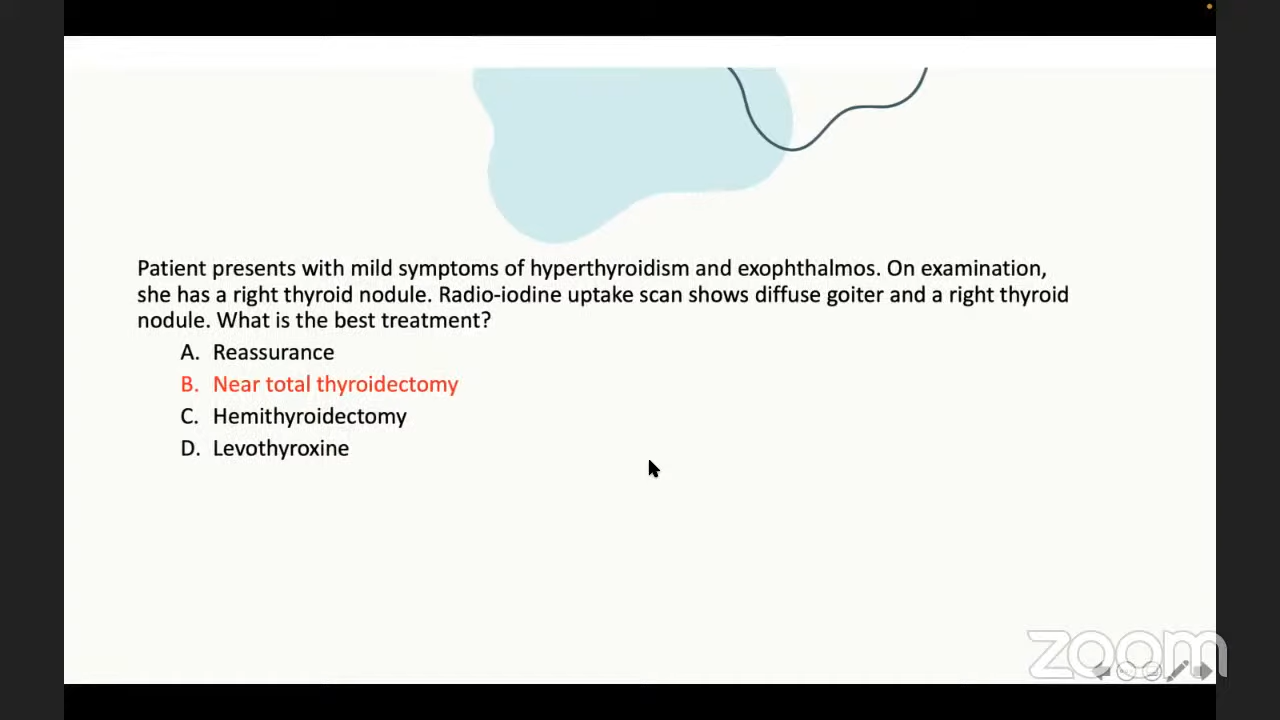 Patient presents with mild symptoms of hyperthyroidism and exophthalmos. On examination,
she has a right thyroid nodule. Radio-iodine uptake scan shows diffuse goiter and a right thyroid
nodule. What is the best treatment?
A. Reassurance
B. Near total thyroidectomy
C. Hemithyroidectomy
D. Levothyroxine
zoom